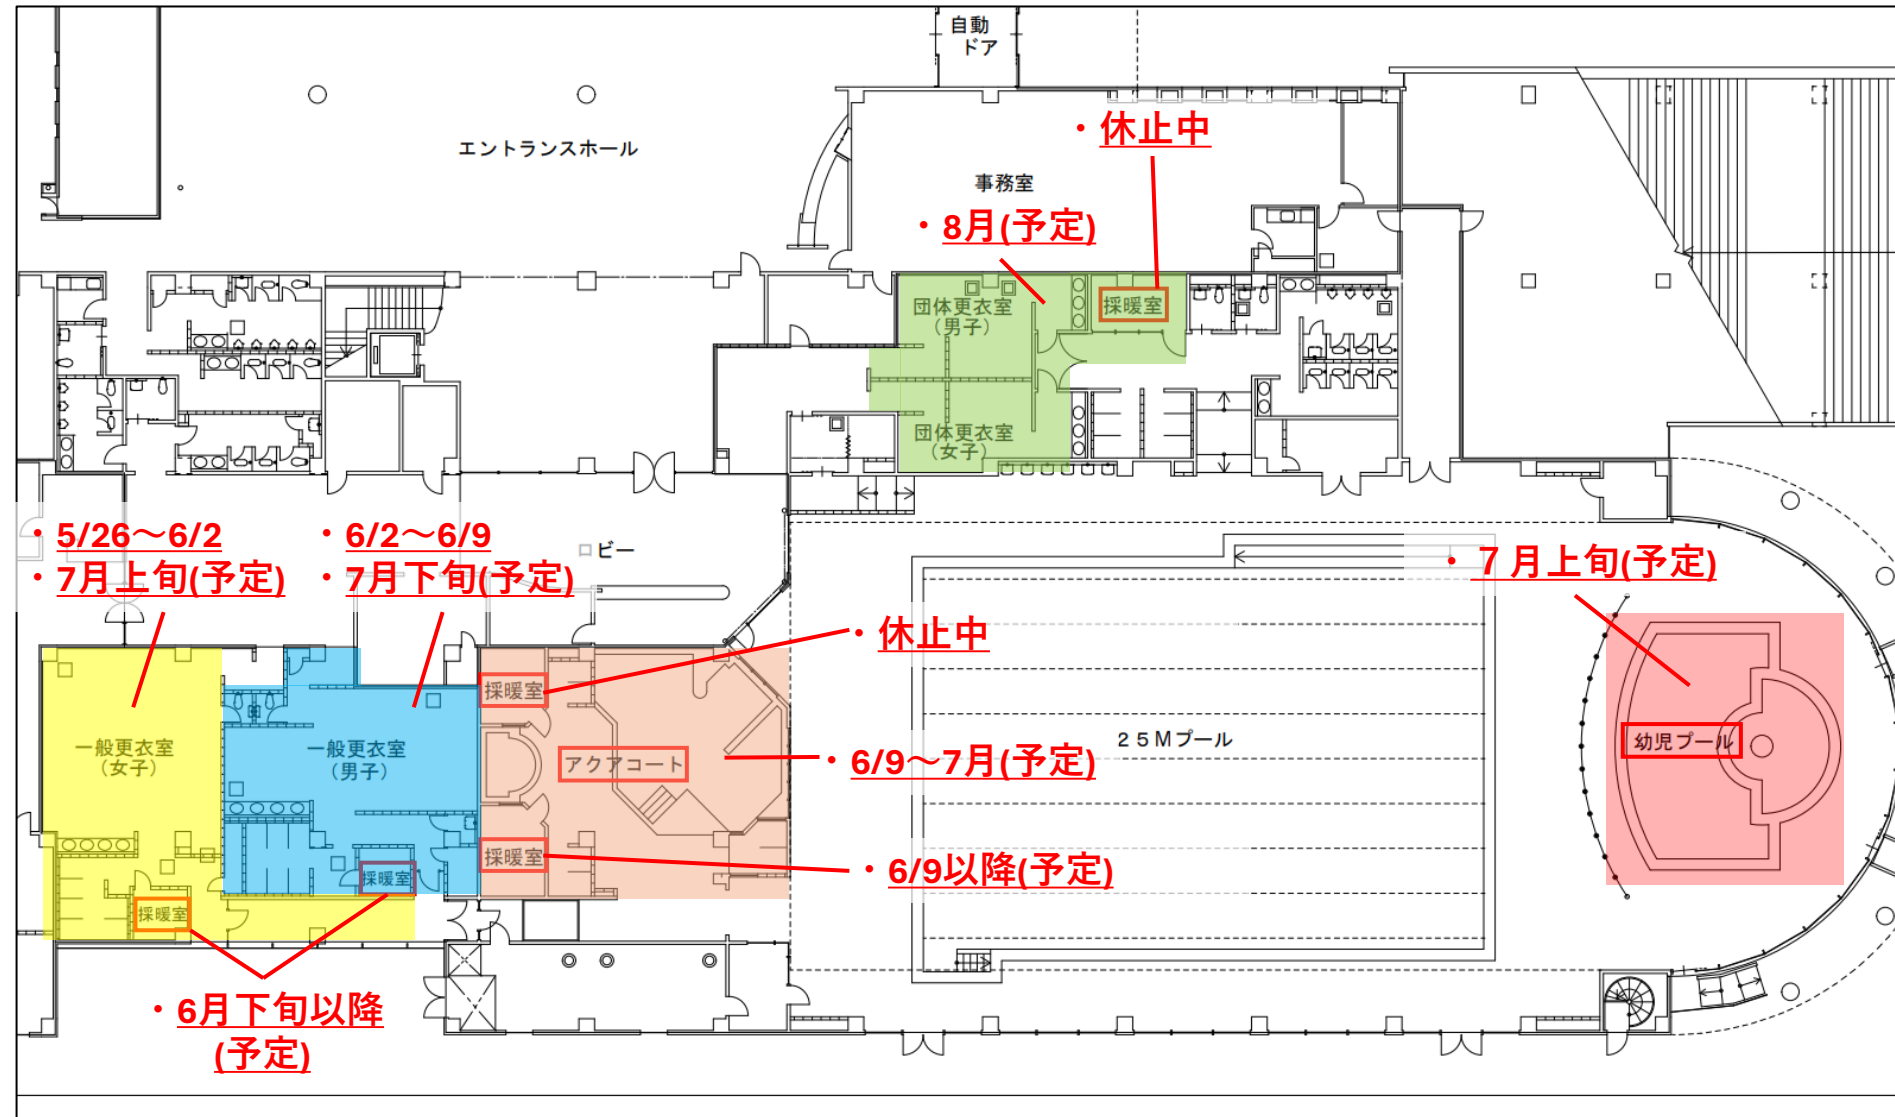 自動
ドア
エントランスホール
・休止中
事務室
・8月(予定)
団体更衣室
(男子)
採暖室
団体更衣室
(女子)
・5/26～6/2
・7月上旬(予定)
・6/2～6/9
・7月下旬(予定)
ロビー
・７月上旬(予定)
・休止中
採暖室
一般更衣室
(女子)
一般更衣室
(男子)
アクアコート
・6/9～7月(予定)
２５Ｍプール
幼児プール
採暖室
・6/9以降(予定)
採暖室
採暖室
・6月下旬以降
(予定)